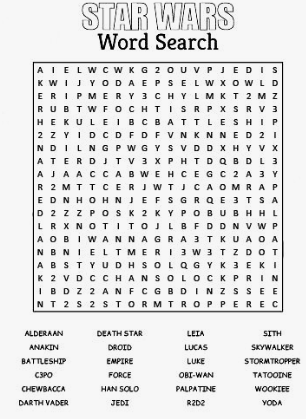 STAR WARS
Word Search
A I E L W C W K G 2 O U V P J E D I S
K W I J Y O D A E P S E L W X O W L D
E R I P M E R Y 3 C H Y L M K T 2 M Z
R U B T W F O C H T I S R P X S R V 3
H E K U L E I B C B A T T L E S H I P
2 Z Y I D C D F D F V N K N N E D 2 I
N D I L N G P W G Y S V D D X H Y V X
A T E R D J T V 3 X P H T D Q B D L 3
A J A A C C A B W E H C E G C 2 A 3 Y
R 2 M T T C E R J W T J C A O M R A P
E D N H O H N J E F S G R Q E 3 T S A
D 2 Z Z P O S K 2 K Y P O B U B H H L
L R X N O T I T O J L B F D D N V W P
A O B I W A N N A G R A 3 T K U A O A
N B N I E L T M E R I 3 W 3 T Z D O T
A B S T Y U D H S O L Q G Y K 3 E K I
K 2 V D C C H A N S O L O C K P R I N
I B D Z 2 A N F C G B D I N Z S S E E
N T 2 S 2 S T O R M T R O P P E R E C
ALDERAAN DEATH STAR LEIA SITH
ANAKIN DROID LUCAS SKYWALKER
BATTLESHIP EMPIRE LUKE STORMTROPPER
C3PO FORCE OBI-WAN TATOOINE
CHEWBACCA HAN SOLO PALPATINE WOOKIEE
DARTH VADER JEDI R2D2 YODA